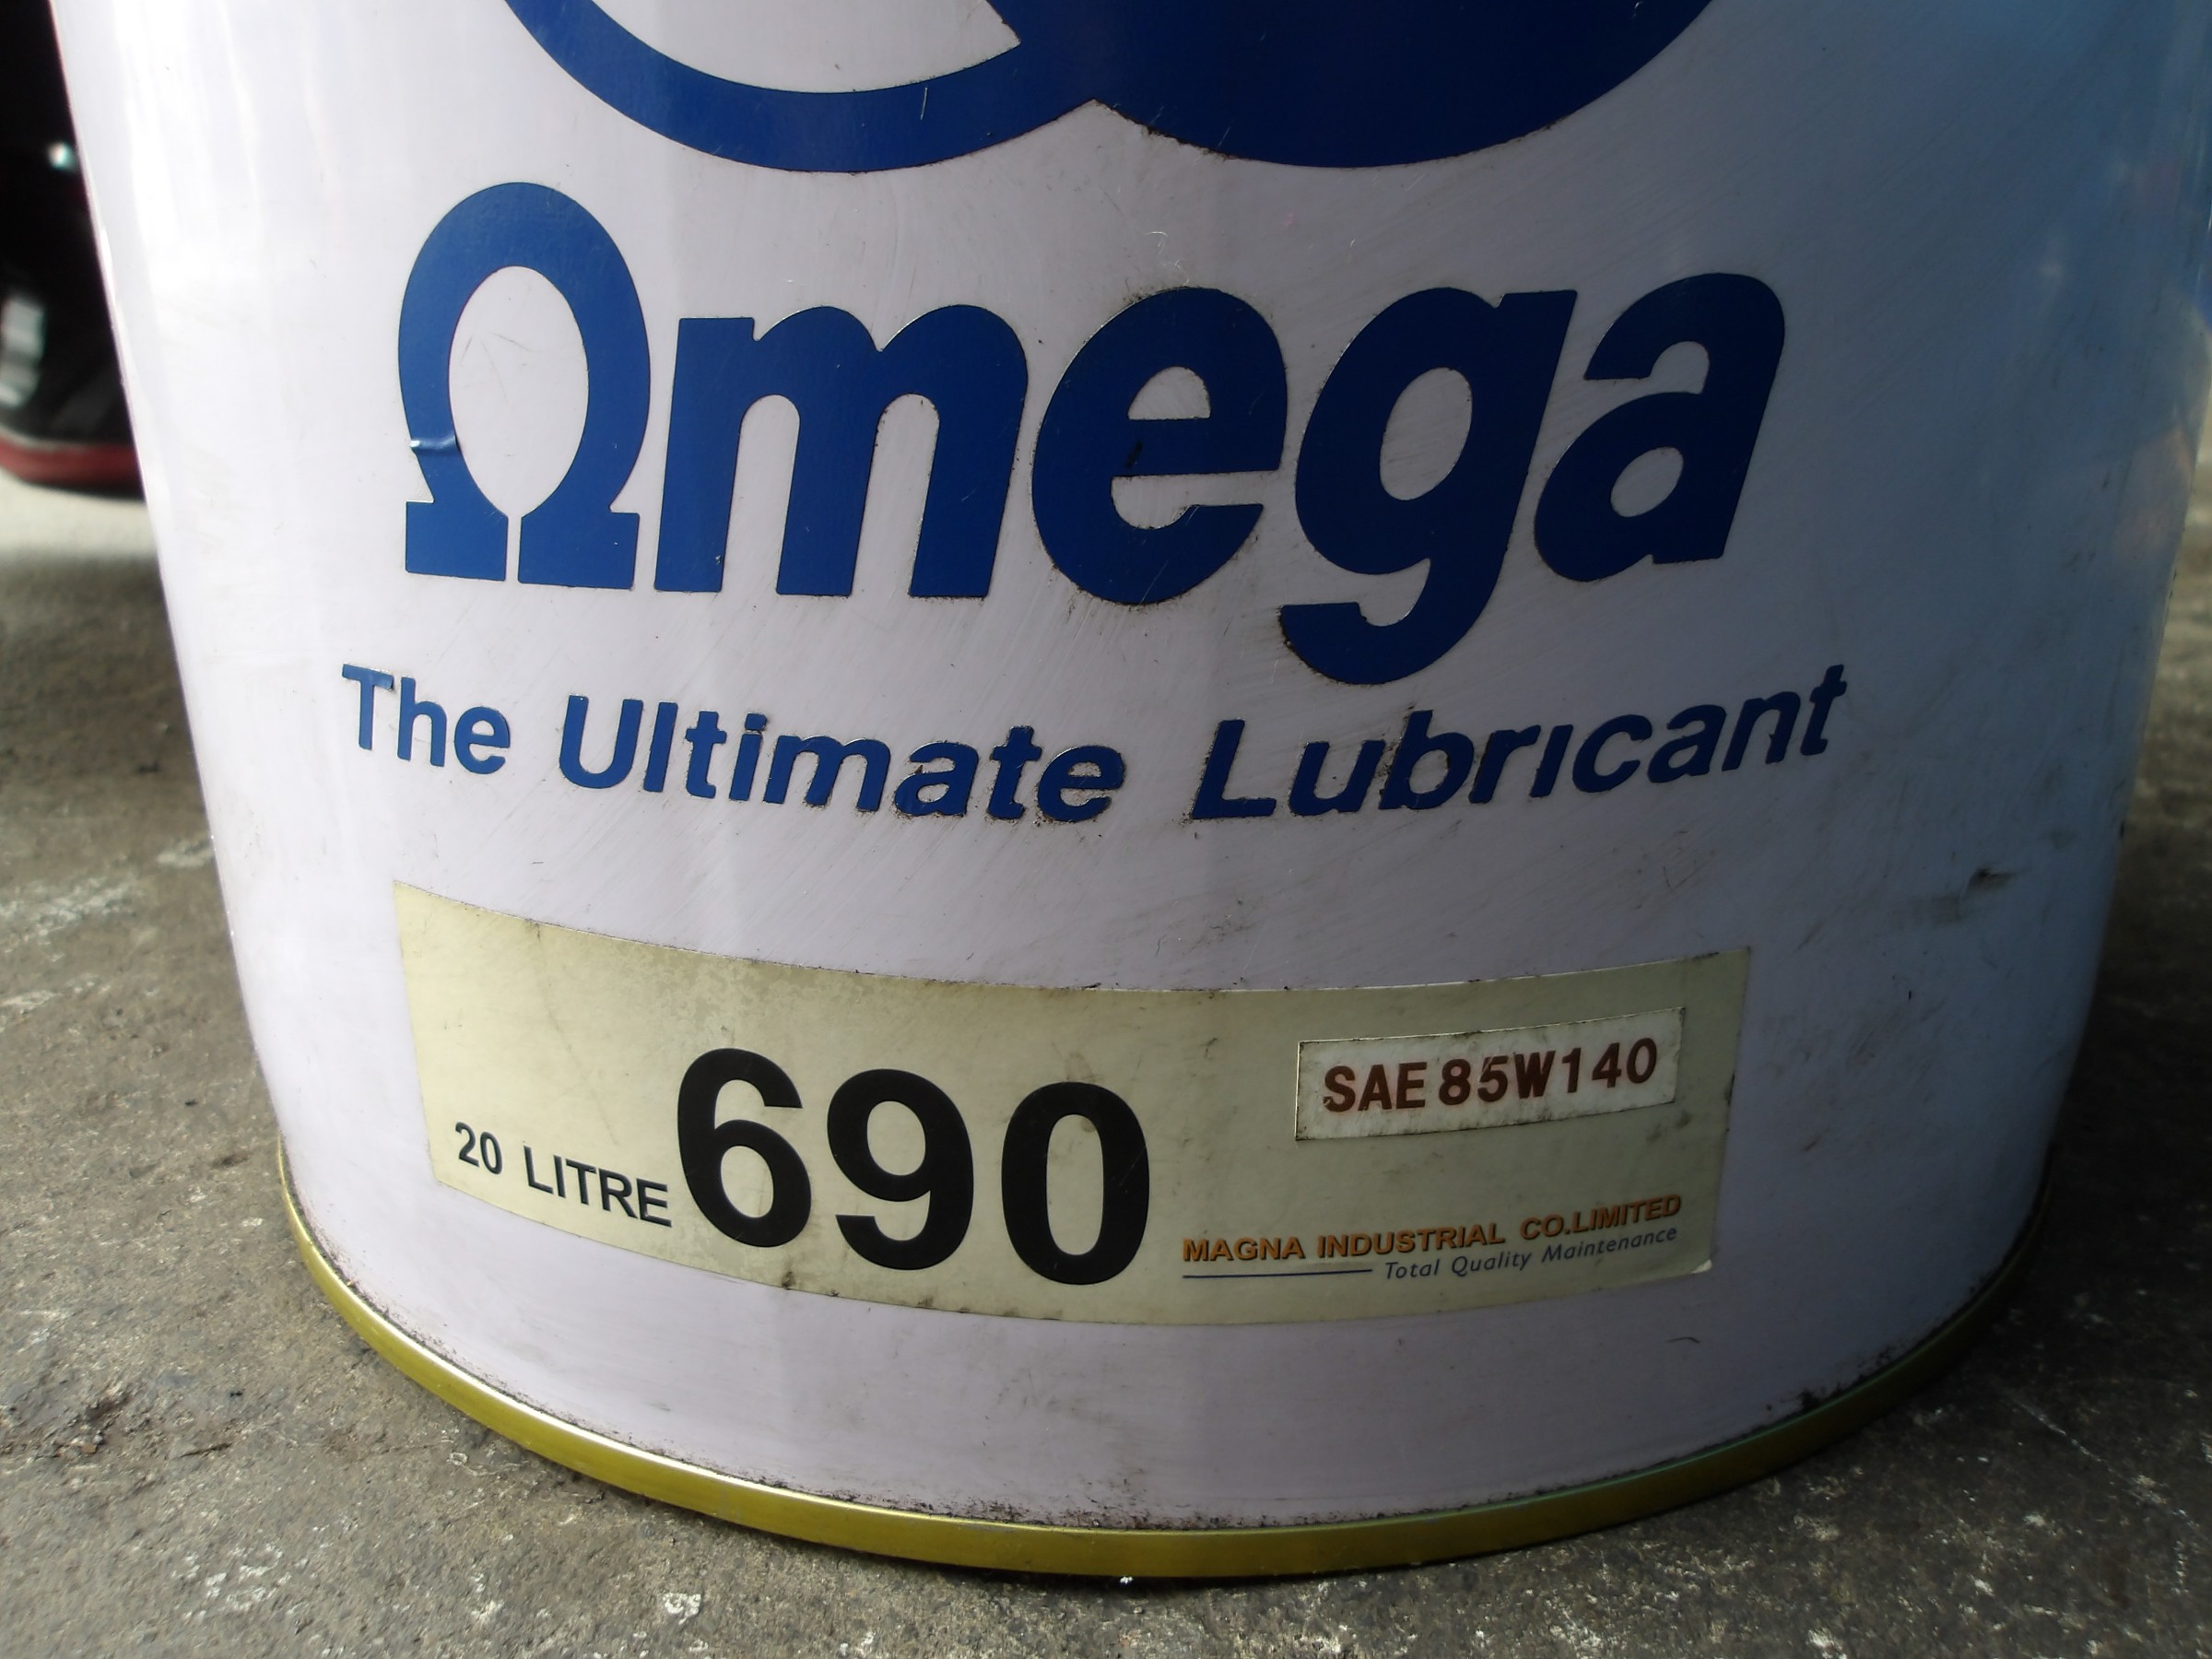 Ωmega
The Ultimate Lubricant
20 LITRE 690
SAE 85W140
MAGNA INDUSTRIAL CO.LIMITED
Total Quality Maintenance